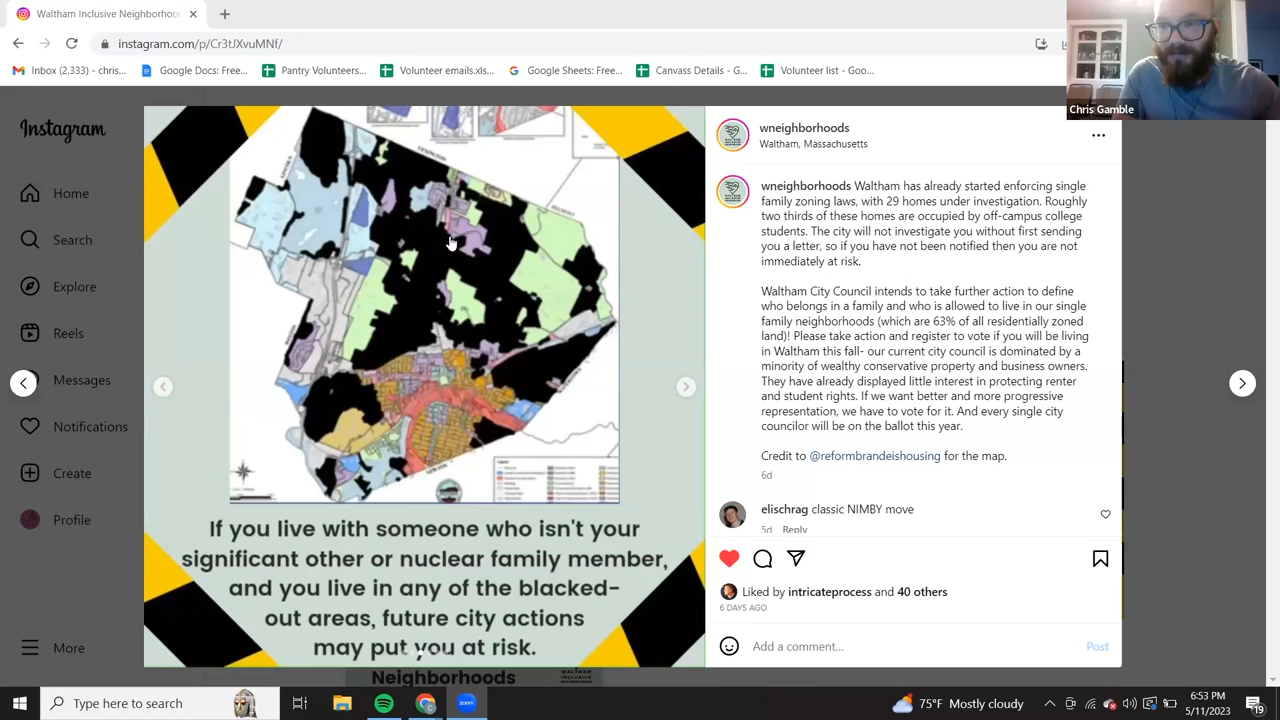 Waltham Inclusive Neighborhoo
instagram.com/p/Cr3tJXvuMNf/
Inbox (2,333) - chris...
Google Docs: Free...
Pantry Volunteers...
Volunteer emails.xlsx
Google Sheets: Free...
Canvass Details - G...
Volunteer List - Goo...
Chris Gamble
Instagram
Home
Search
Explore
Reels
Messages
Notifications
Create
Profile
More
If you live with someone who isn't your
significant other or nuclear family member,
and you live in any of the blacked-
out areas, future city actions
may put you at risk.
wneighborhoods
Waltham, Massachusetts
wneighborhoods Waltham has already started enforcing single
family zoning laws, with 29 homes under investigation. Roughly
two thirds of these homes are occupied by off-campus college
students. The city will not investigate you without first sending
you a letter, so if you have not been notified then you are not
immediately at risk.
Waltham City Council intends to take further action to define
who belongs in a family and who is allowed to live in our single
family neighborhoods (which are 63% of all residentially zoned
land)! Please take action and register to vote if you will be living
in Waltham this fall- our current city council is dominated by a
minority of wealthy conservative property and business owners.
They have already displayed little interest in protecting renter
and student rights. If we want better and more progressive
representation, we have to vote for it. And every single city
councilor will be on the ballot this year.
Credit to @reformbrandeishousing for the map.
6d
elischrag classic NIMBY move
5d Reply
Liked by intricateprocess and 40 others
6 DAYS AGO
Add a comment...
Post
Neighborhoods
Type here to search
75°F Mostly cloudy
6:53 PM
5/11/2023
19